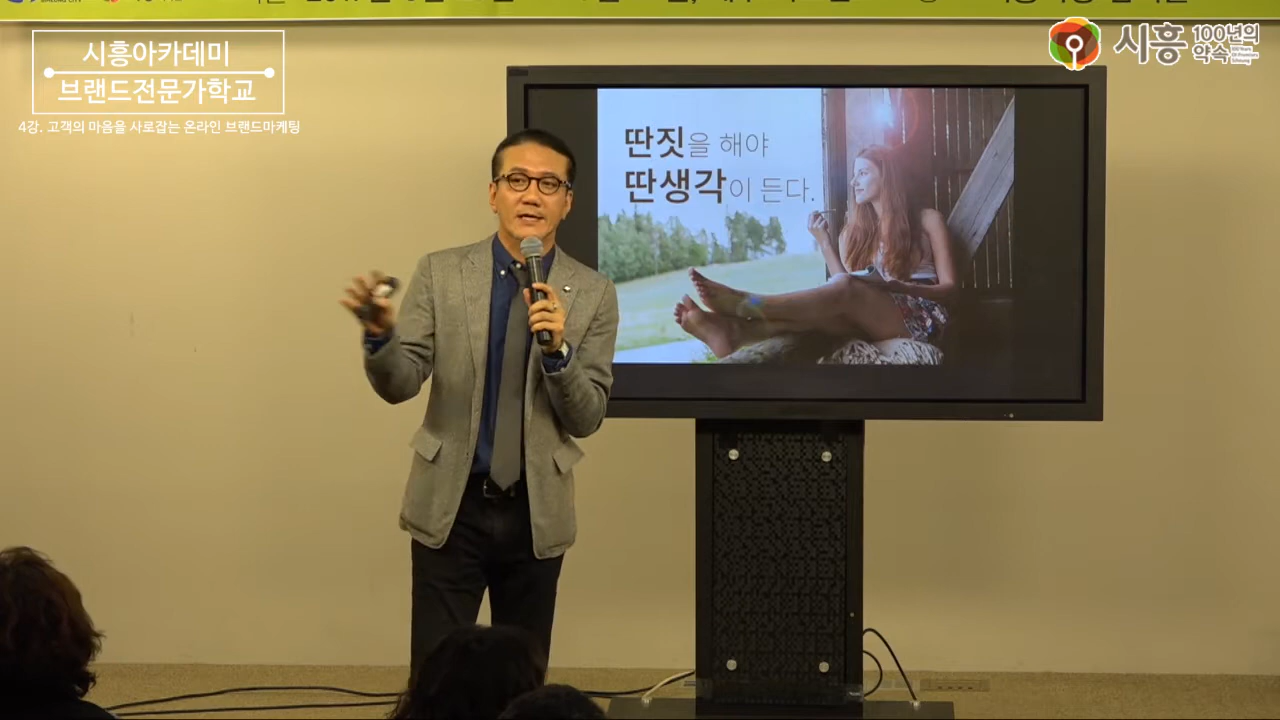 시흥아카데미
브랜드전문가학교
4강. 고객의 마음을 사로잡는 온라인 브랜드마케팅
시흥 100년의
약속
딴짓을 해야
딴생각이 든다.